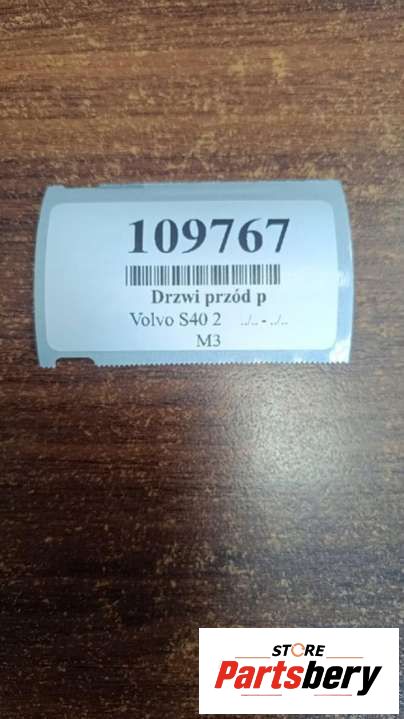 109767
Drzwi przód p
Volvo S40 2 ../.. - ../..
M3
STORE
Partsbery